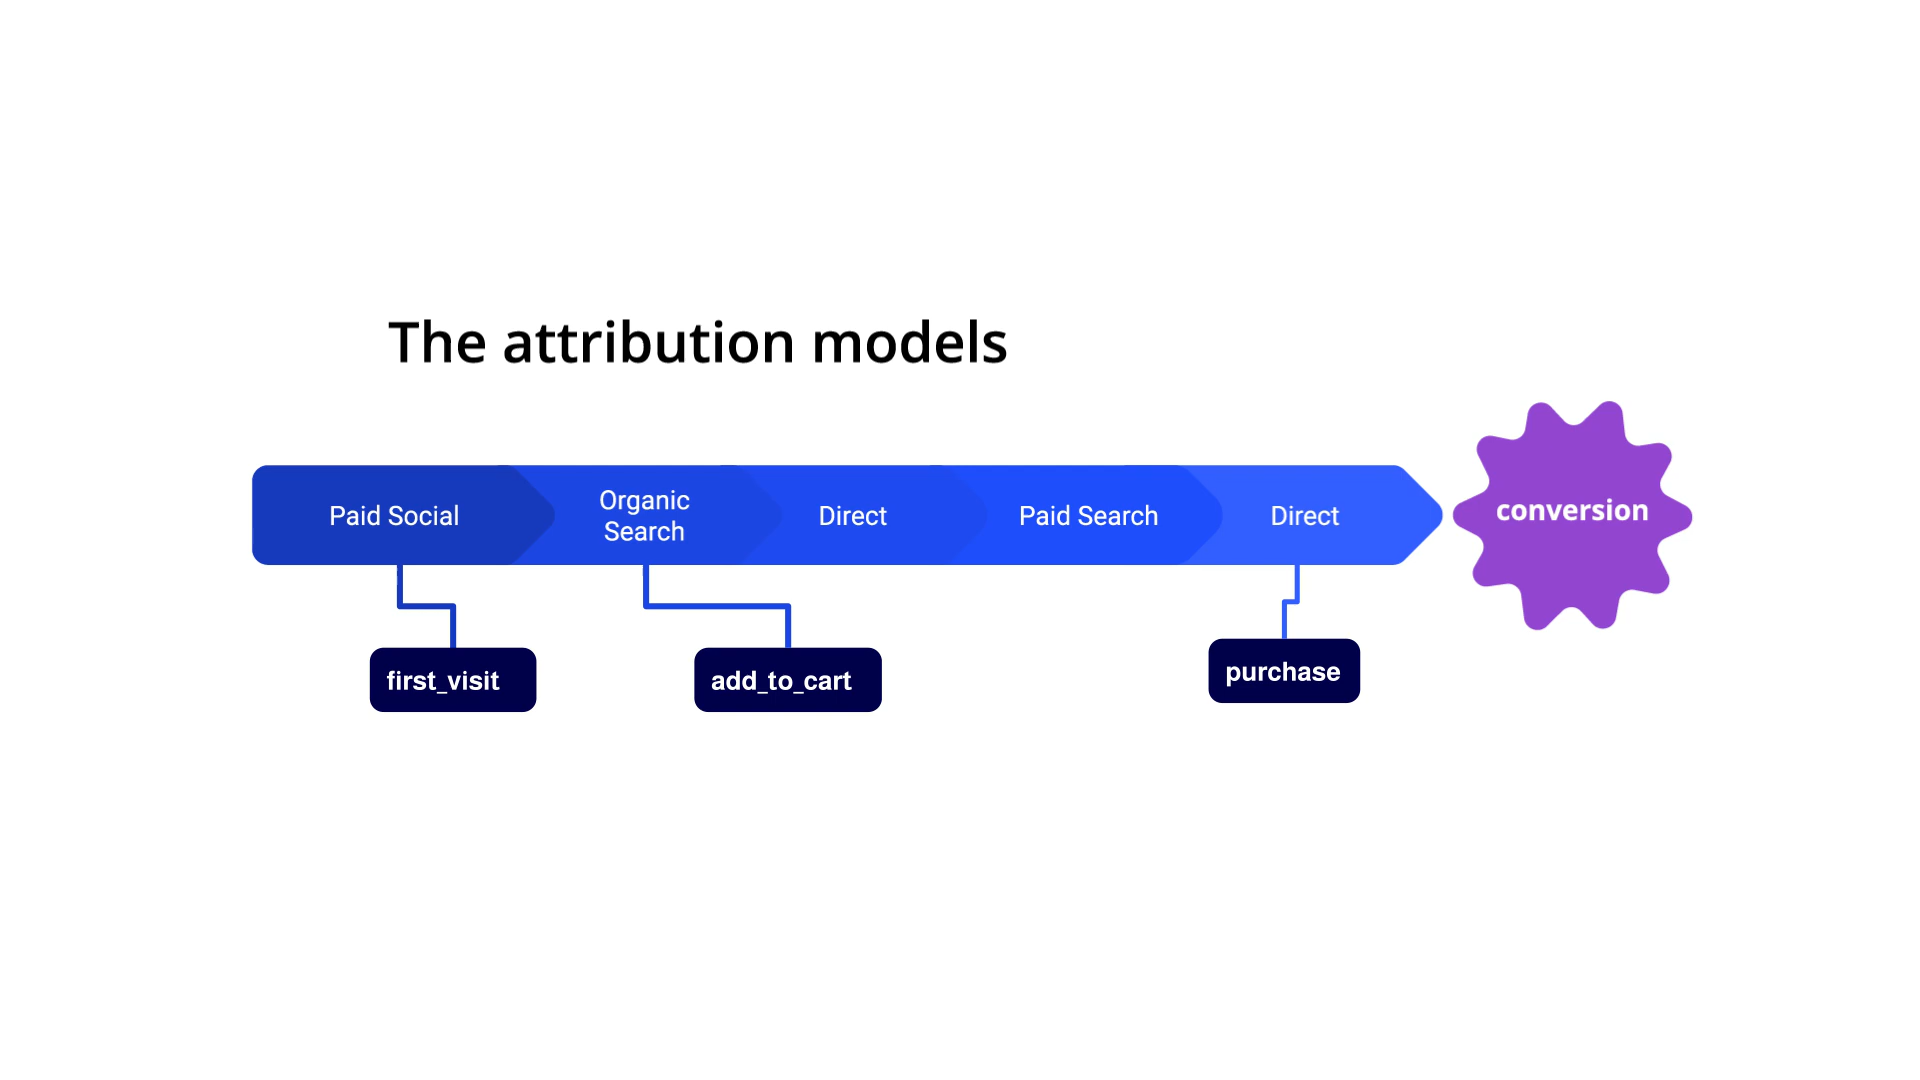 The attribution models
Paid Social
Organic
Search
Direct
Paid Search
Direct
conversion
first_visit
add_to_cart
purchase